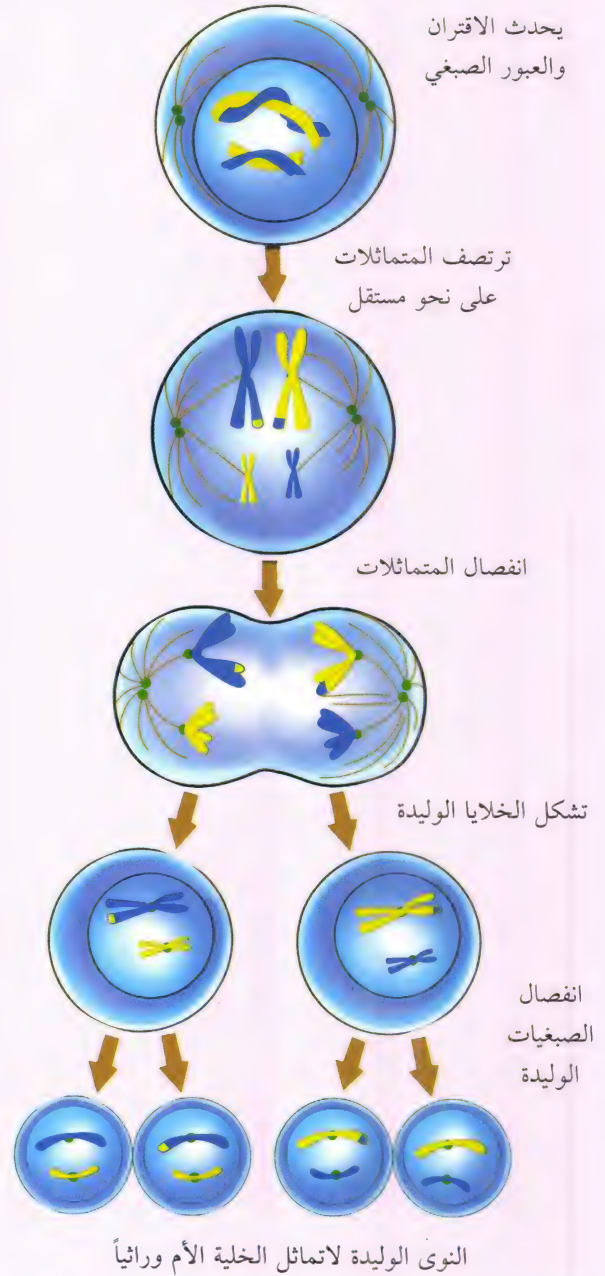 يحدث الاقتران
والعبور الصبغي
ترتصف المتماثلات
على نحو مستقل
انفصال المتماثلات
تشكل الخلايا الوليدة
انفصال
الصبغيات
الوليدة
النوى الوليدة لاتماثل الخلية الأم وراثياً